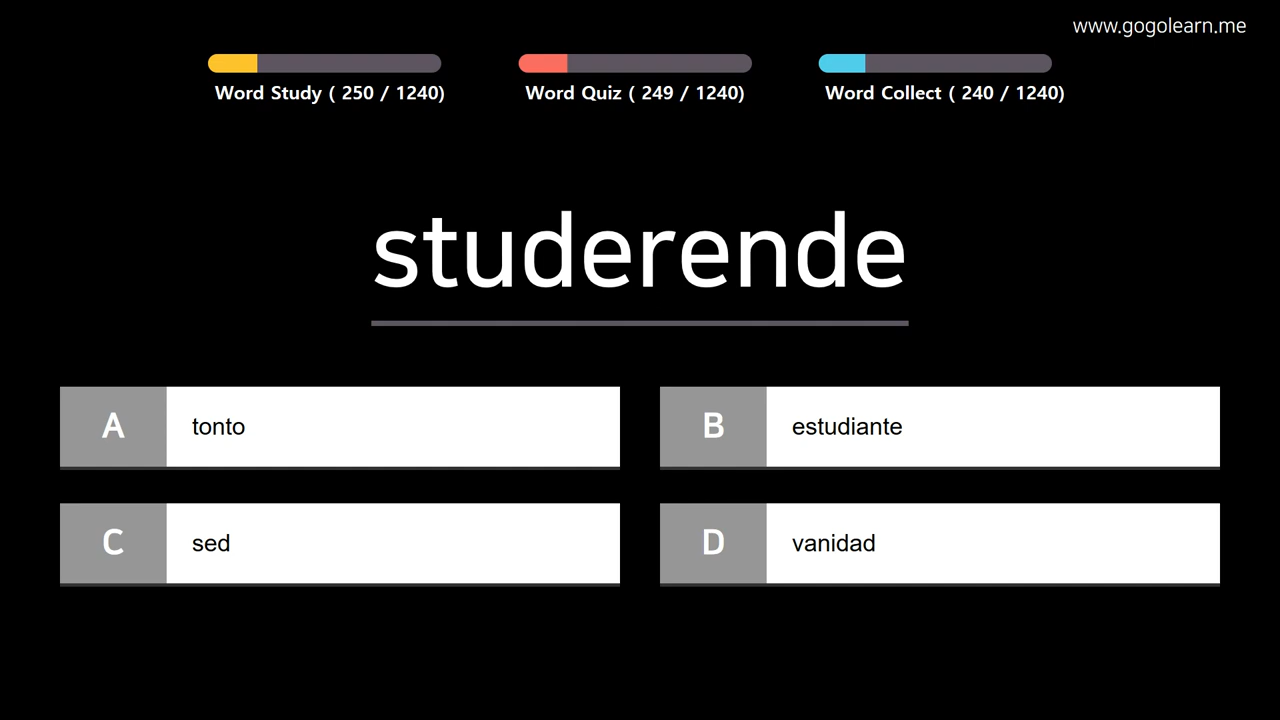 www.gogolearn.me
Word Study ( 250 / 1240)
Word Quiz ( 249 / 1240)
Word Collect ( 240 / 1240)
studerende
A tonto
B estudiante
C sed
D vanidad